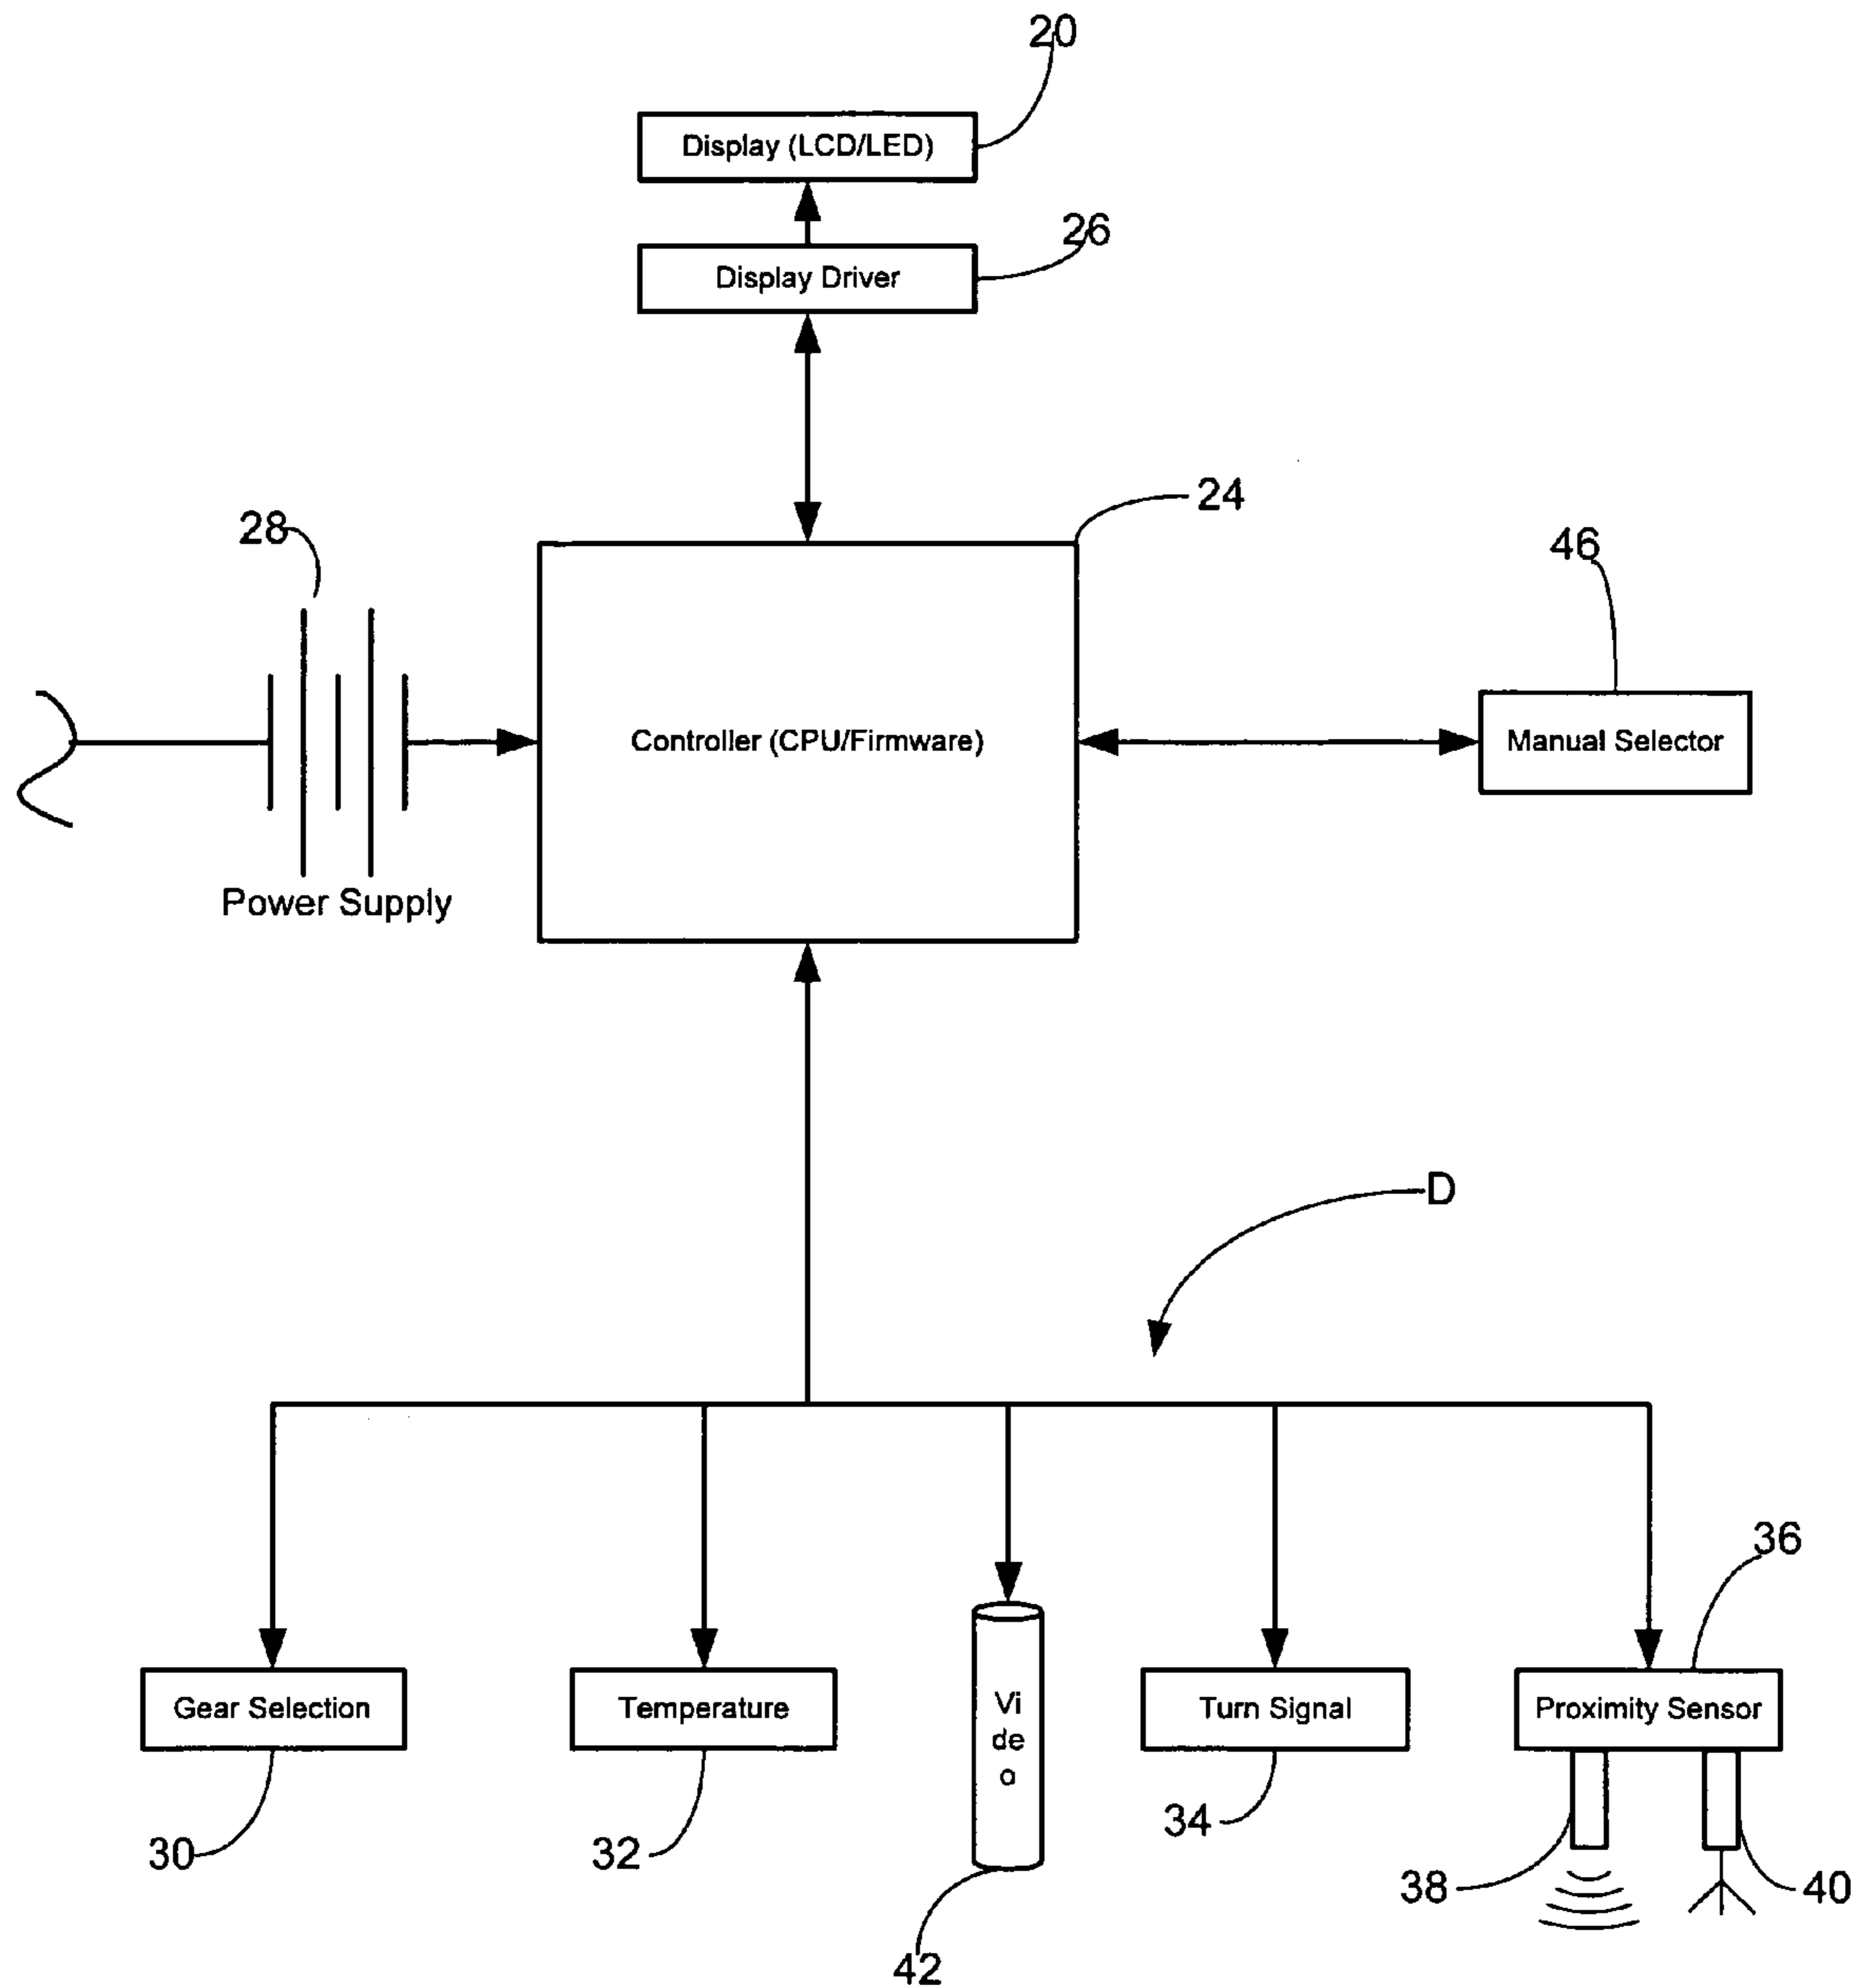 20
Display (LCD/LED)
26
Display Driver
24
28
46
Controller (CPU/Firmware)
Manual Selector
Power Supply
D
36
Gear Selection
Temperature
Vi
de
o
Turn Signal
Proximity Sensor
30
32
34
38
40
42